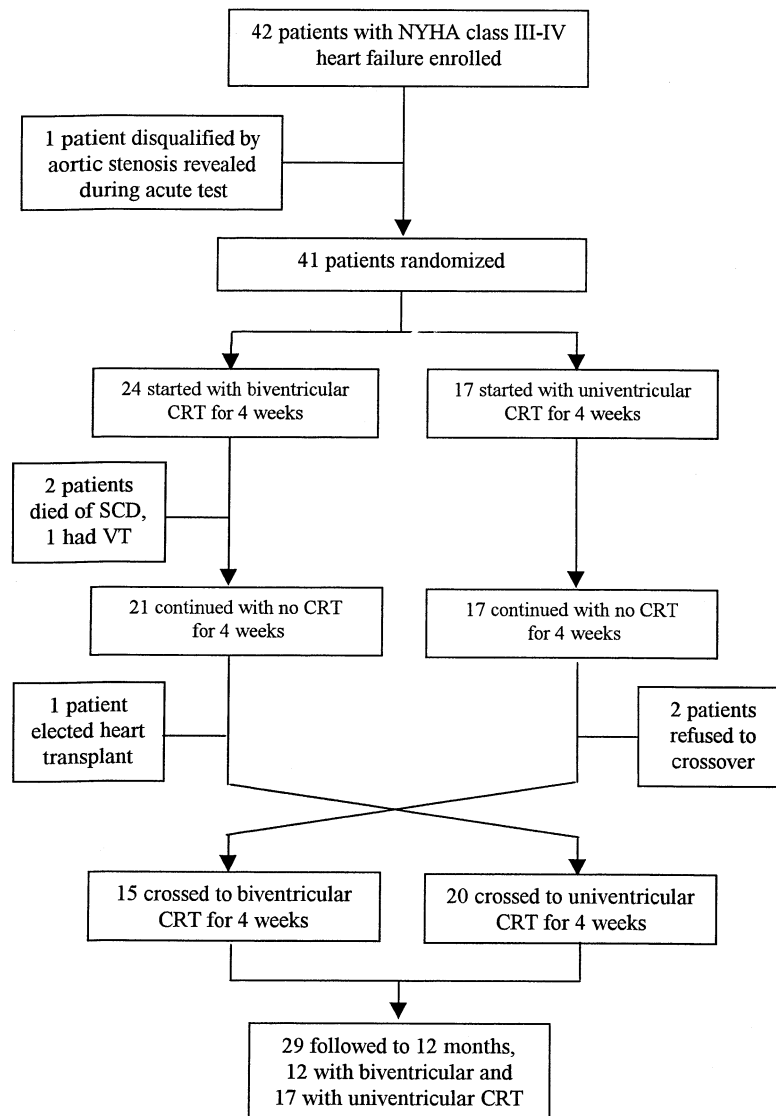 42 patients with NYHA class III-IV
heart failure enrolled
1 patient disqualified by
aortic stenosis revealed
during acute test
41 patients randomized
24 started with biventricular
CRT for 4 weeks
17 started with univentricular
CRT for 4 weeks
2 patients
died of SCD,
1 had VT
21 continued with no CRT
for 4 weeks
17 continued with no CRT
for 4 weeks
1 patient
elected heart
transplant
2 patients
refused to
crossover
15 crossed to biventricular
CRT for 4 weeks
20 crossed to univentricular
CRT for 4 weeks
29 followed to 12 months,
12 with biventricular and
17 with univentricular CRT